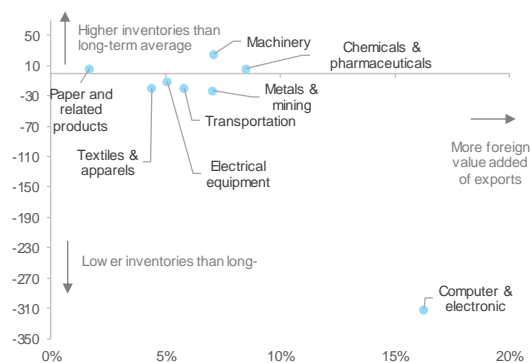 50
10
-30
-70
-110
-150
-190
-230
-270
-310
-350
Higher inventories than
long-term average
Machinery
Chemicals &
pharmaceuticals
Paper and
related
products
Metals &
mining
Transportation
Textiles &
apparels
Electrical
equipment
More foreign
value added
of exports
Low er inventories than long-
Computer &
electronic
0%
5%
10%
15%
20%